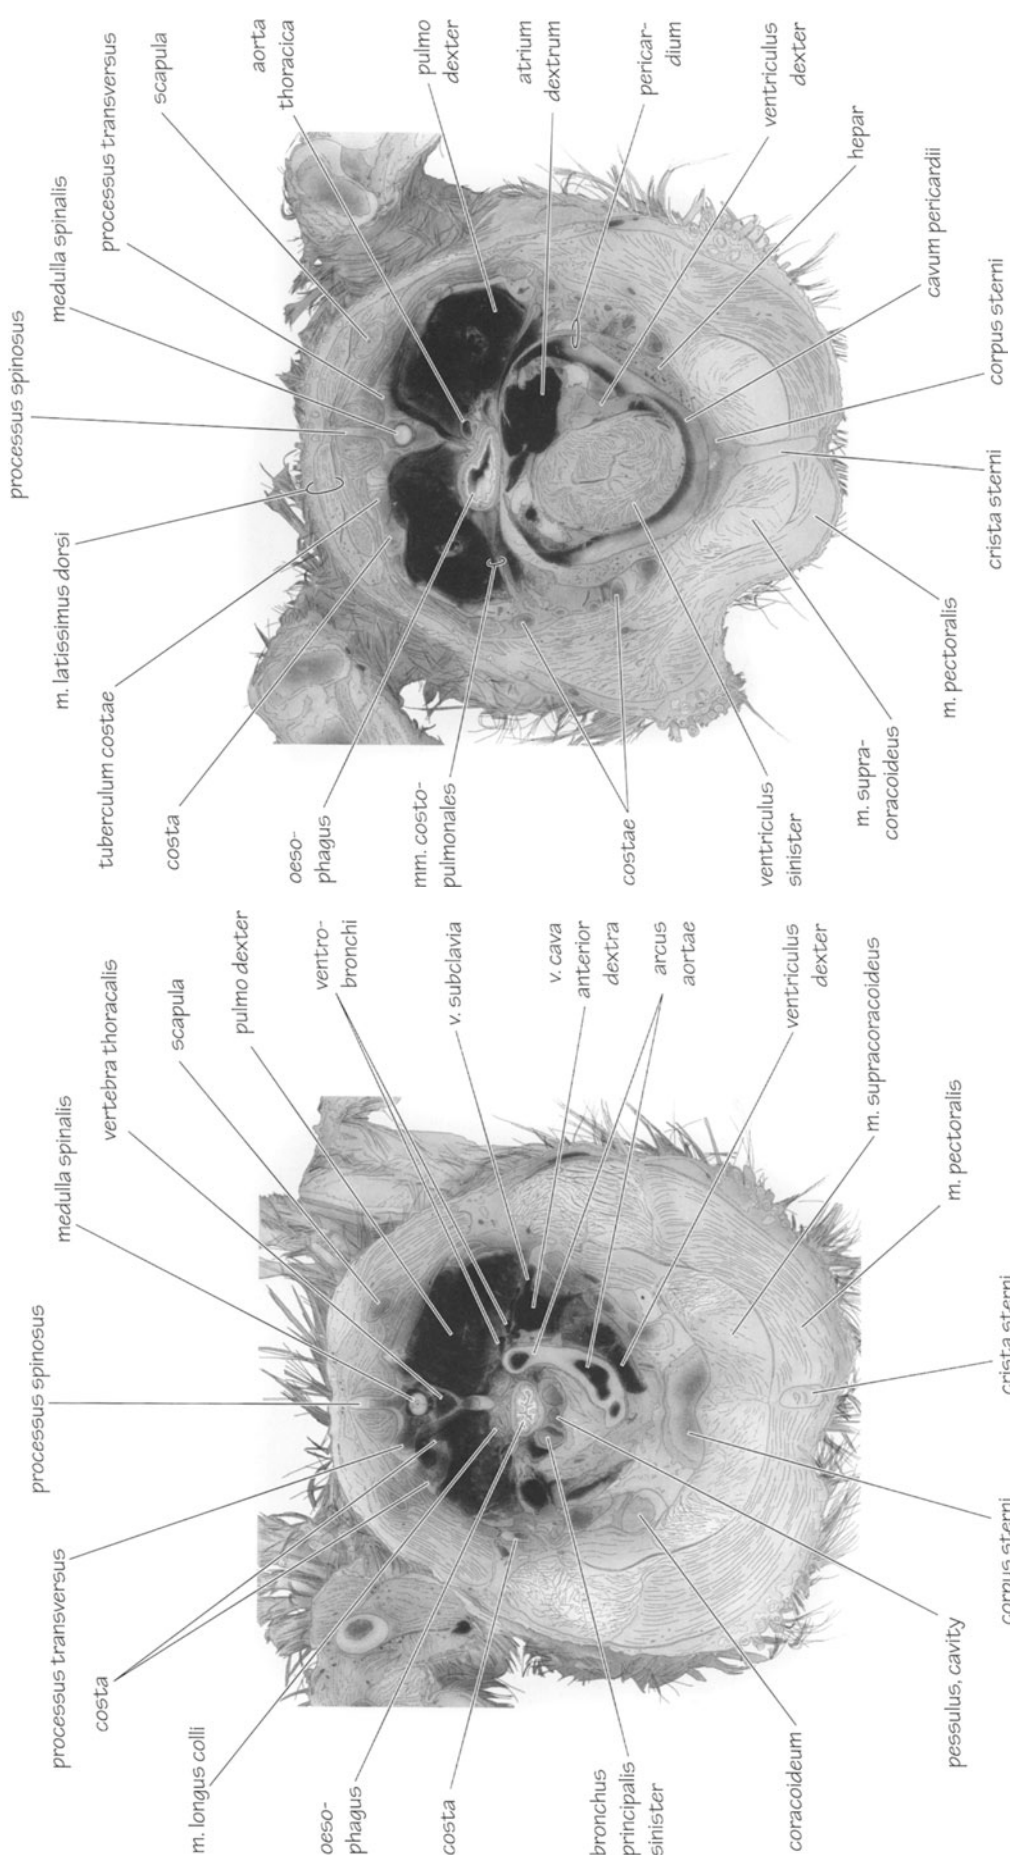 processus spinosus
medulla spinalis
processus transversus
scapula
aorta
thoracica
pulmo
dexter
atrium
dextrum
pericar-
dium
ventriculus
dexter
hepar
cavum pericardii
corpus sterni
crista sterni
m. latissimus dorsi
tuberculum costae
costa
oeso-
phagus
mm. costo-
pulmonales
costae
ventriculus
sinister
m. supra-
coracoideus
m. pectoralis
processus spinosus
medulla spinalis
vertebra thoracalis
scapula
pulmo dexter
ventro-
bronchi
v. subclavia
v. cava
anterior
dextra
arcus
aortae
ventriculus
dexter
m. supracoracoideus
m. pectoralis
crista sterni
processus transversus
costa
m. longus colli
oeso-
phagus
costa
bronchus
principalis
sinister
coracoideum
pessulus, cavity
corpus sterni